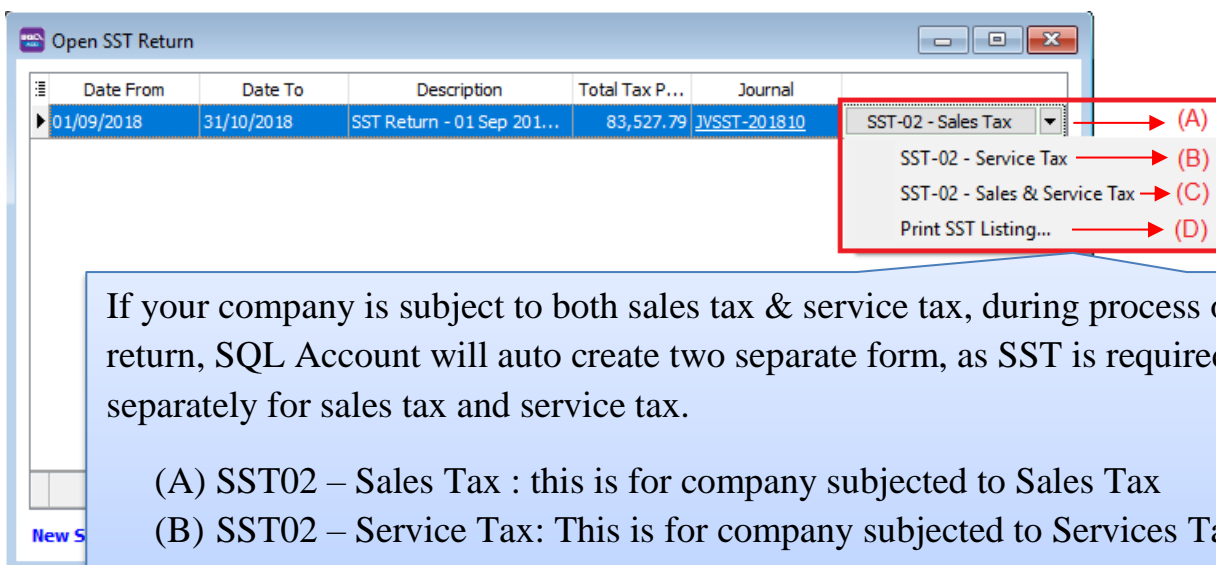 Open SST Return
Date From Date To Description Total Tax P... Journal
01/09/2018 31/10/2018 SST Return - 01 Sep 201... 83,527.79 JVSST-201810 SST-02 - Sales Tax (A)
SST-02 - Service Tax (B)
SST-02 - Sales & Service Tax (C)
Print SST Listing... (D)
If your company is subject to both sales tax & service tax, during process
return, SQL Account will auto create two separate form, as SST is required
separately for sales tax and service tax.
(A) SST02 – Sales Tax : this is for company subjected to Sales Tax
(B) SST02 – Service Tax: This is for company subjected to Services
New